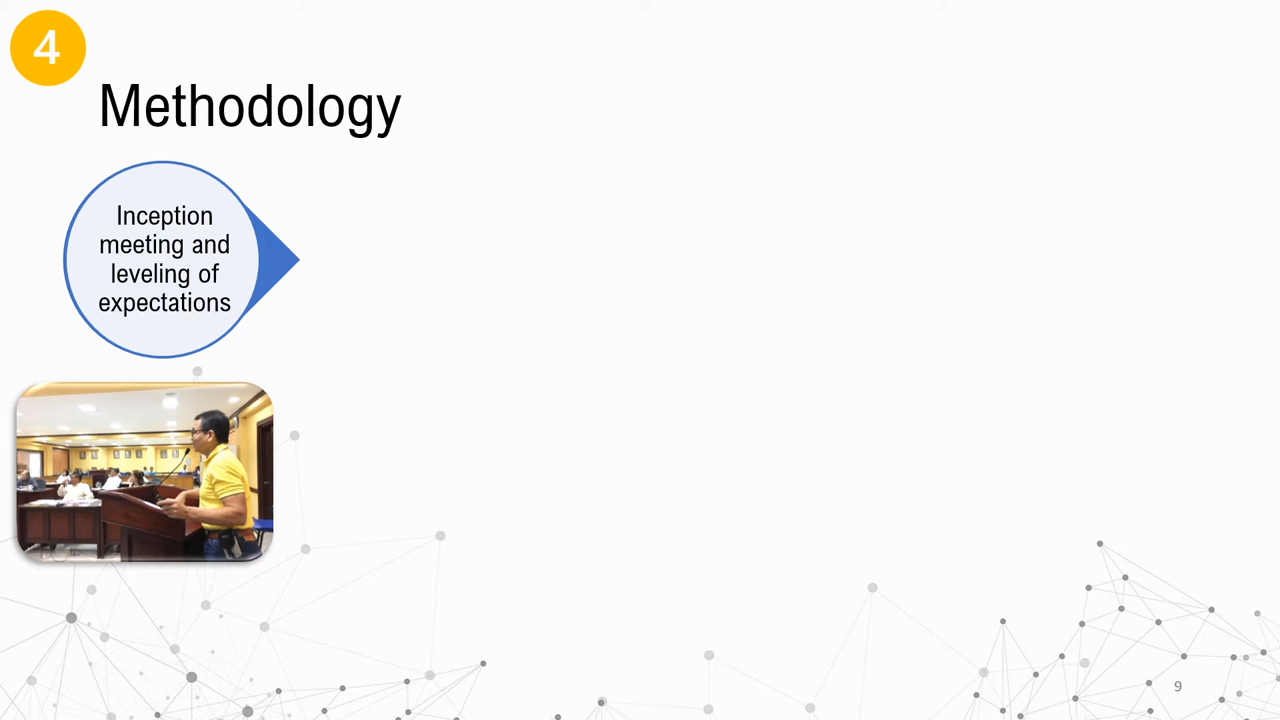 4
Methodology
Inception
meeting and
leveling of
expectations
9